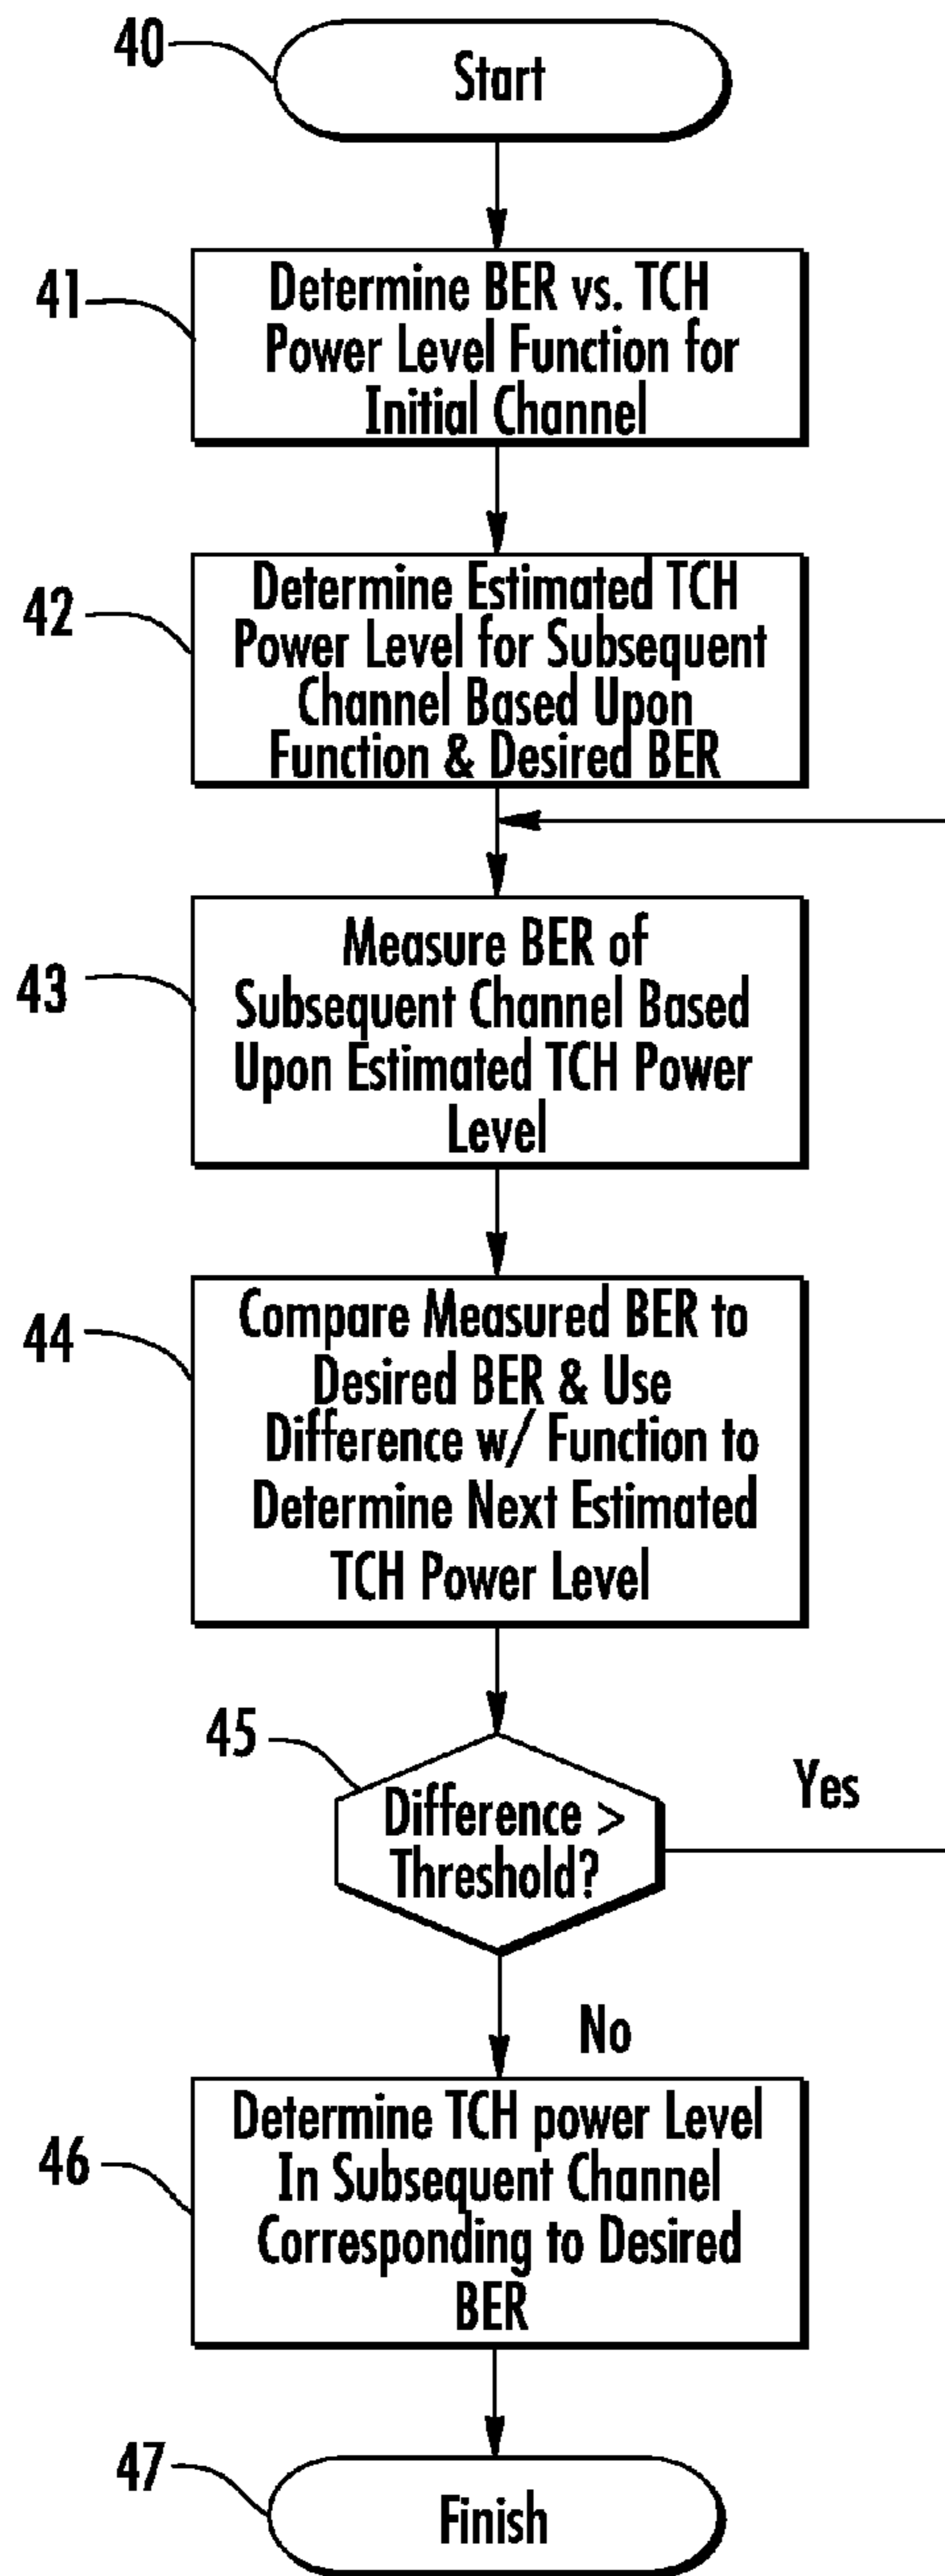 40
Start
41
Determine BER vs. TCH
Power Level Function for
Initial Channel
42
Determine Estimated TCH
Power Level for Subsequent
Channel Based Upon
Function & Desired BER
43
Measure BER of
Subsequent Channel Based
Upon Estimated TCH Power
Level
44
Compare Measured BER to
Desired BER & Use
Difference w/ Function to
Determine Next Estimated
TCH Power Level
45
Difference >
Threshold?
Yes
No
46
Determine TCH power Level
In Subsequent Channel
Corresponding to Desired
BER
47
Finish